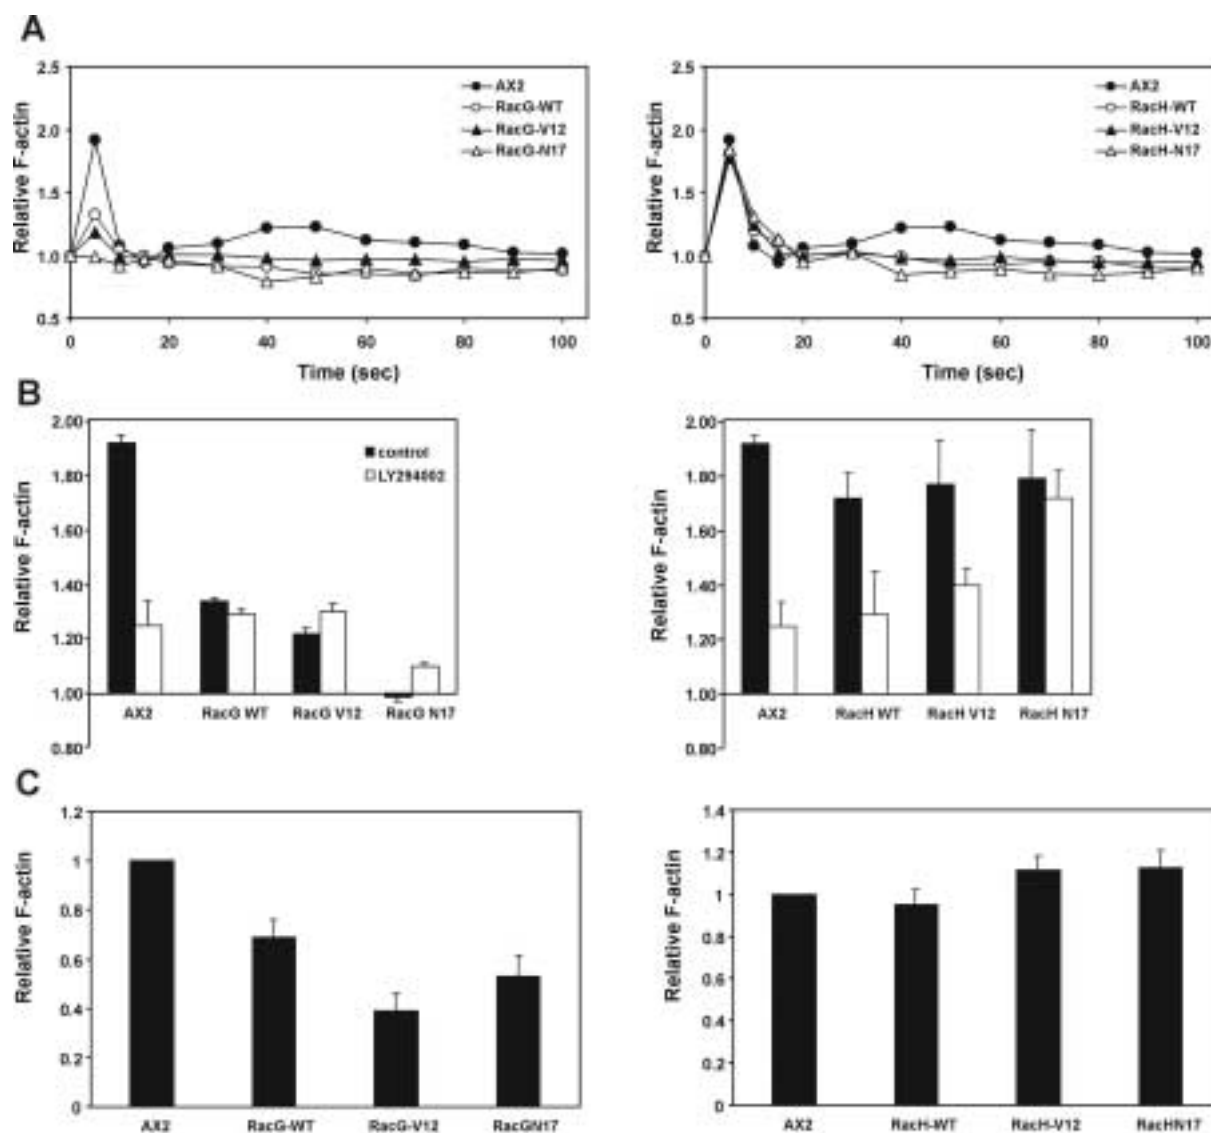 A
2.5
2.0
1.5
1.0
0.5
Relative F-actin
AX2
RacG-WT
RacG-V12
RacG-N17
0 20 40 60 80 100
Time (sec)
2.5
2.0
1.5
1.0
0.5
Relative F-actin
AX2
RacH-WT
RacH-V12
RacH-N17
0 20 40 60 80 100
Time (sec)
B
2.00
1.80
1.60
1.40
1.20
1.00
0.80
Relative F-actin
control
LY294002
AX2 RacG WT RacG V12 RacG N17
2.00
1.80
1.60
1.40
1.20
1.00
0.80
Relative F-actin
AX2 RacH WT RacH V12 RacH N17
C
1.2
1
0.8
0.6
0.4
0.2
0
Relative F-actin
AX2 RacG-WT RacG-V12 RacGN17
1.4
1.2
1
0.8
0.6
0.4
0.2
0
Relative F-actin
AX2 RacH-WT RacH-V12 RacHN17